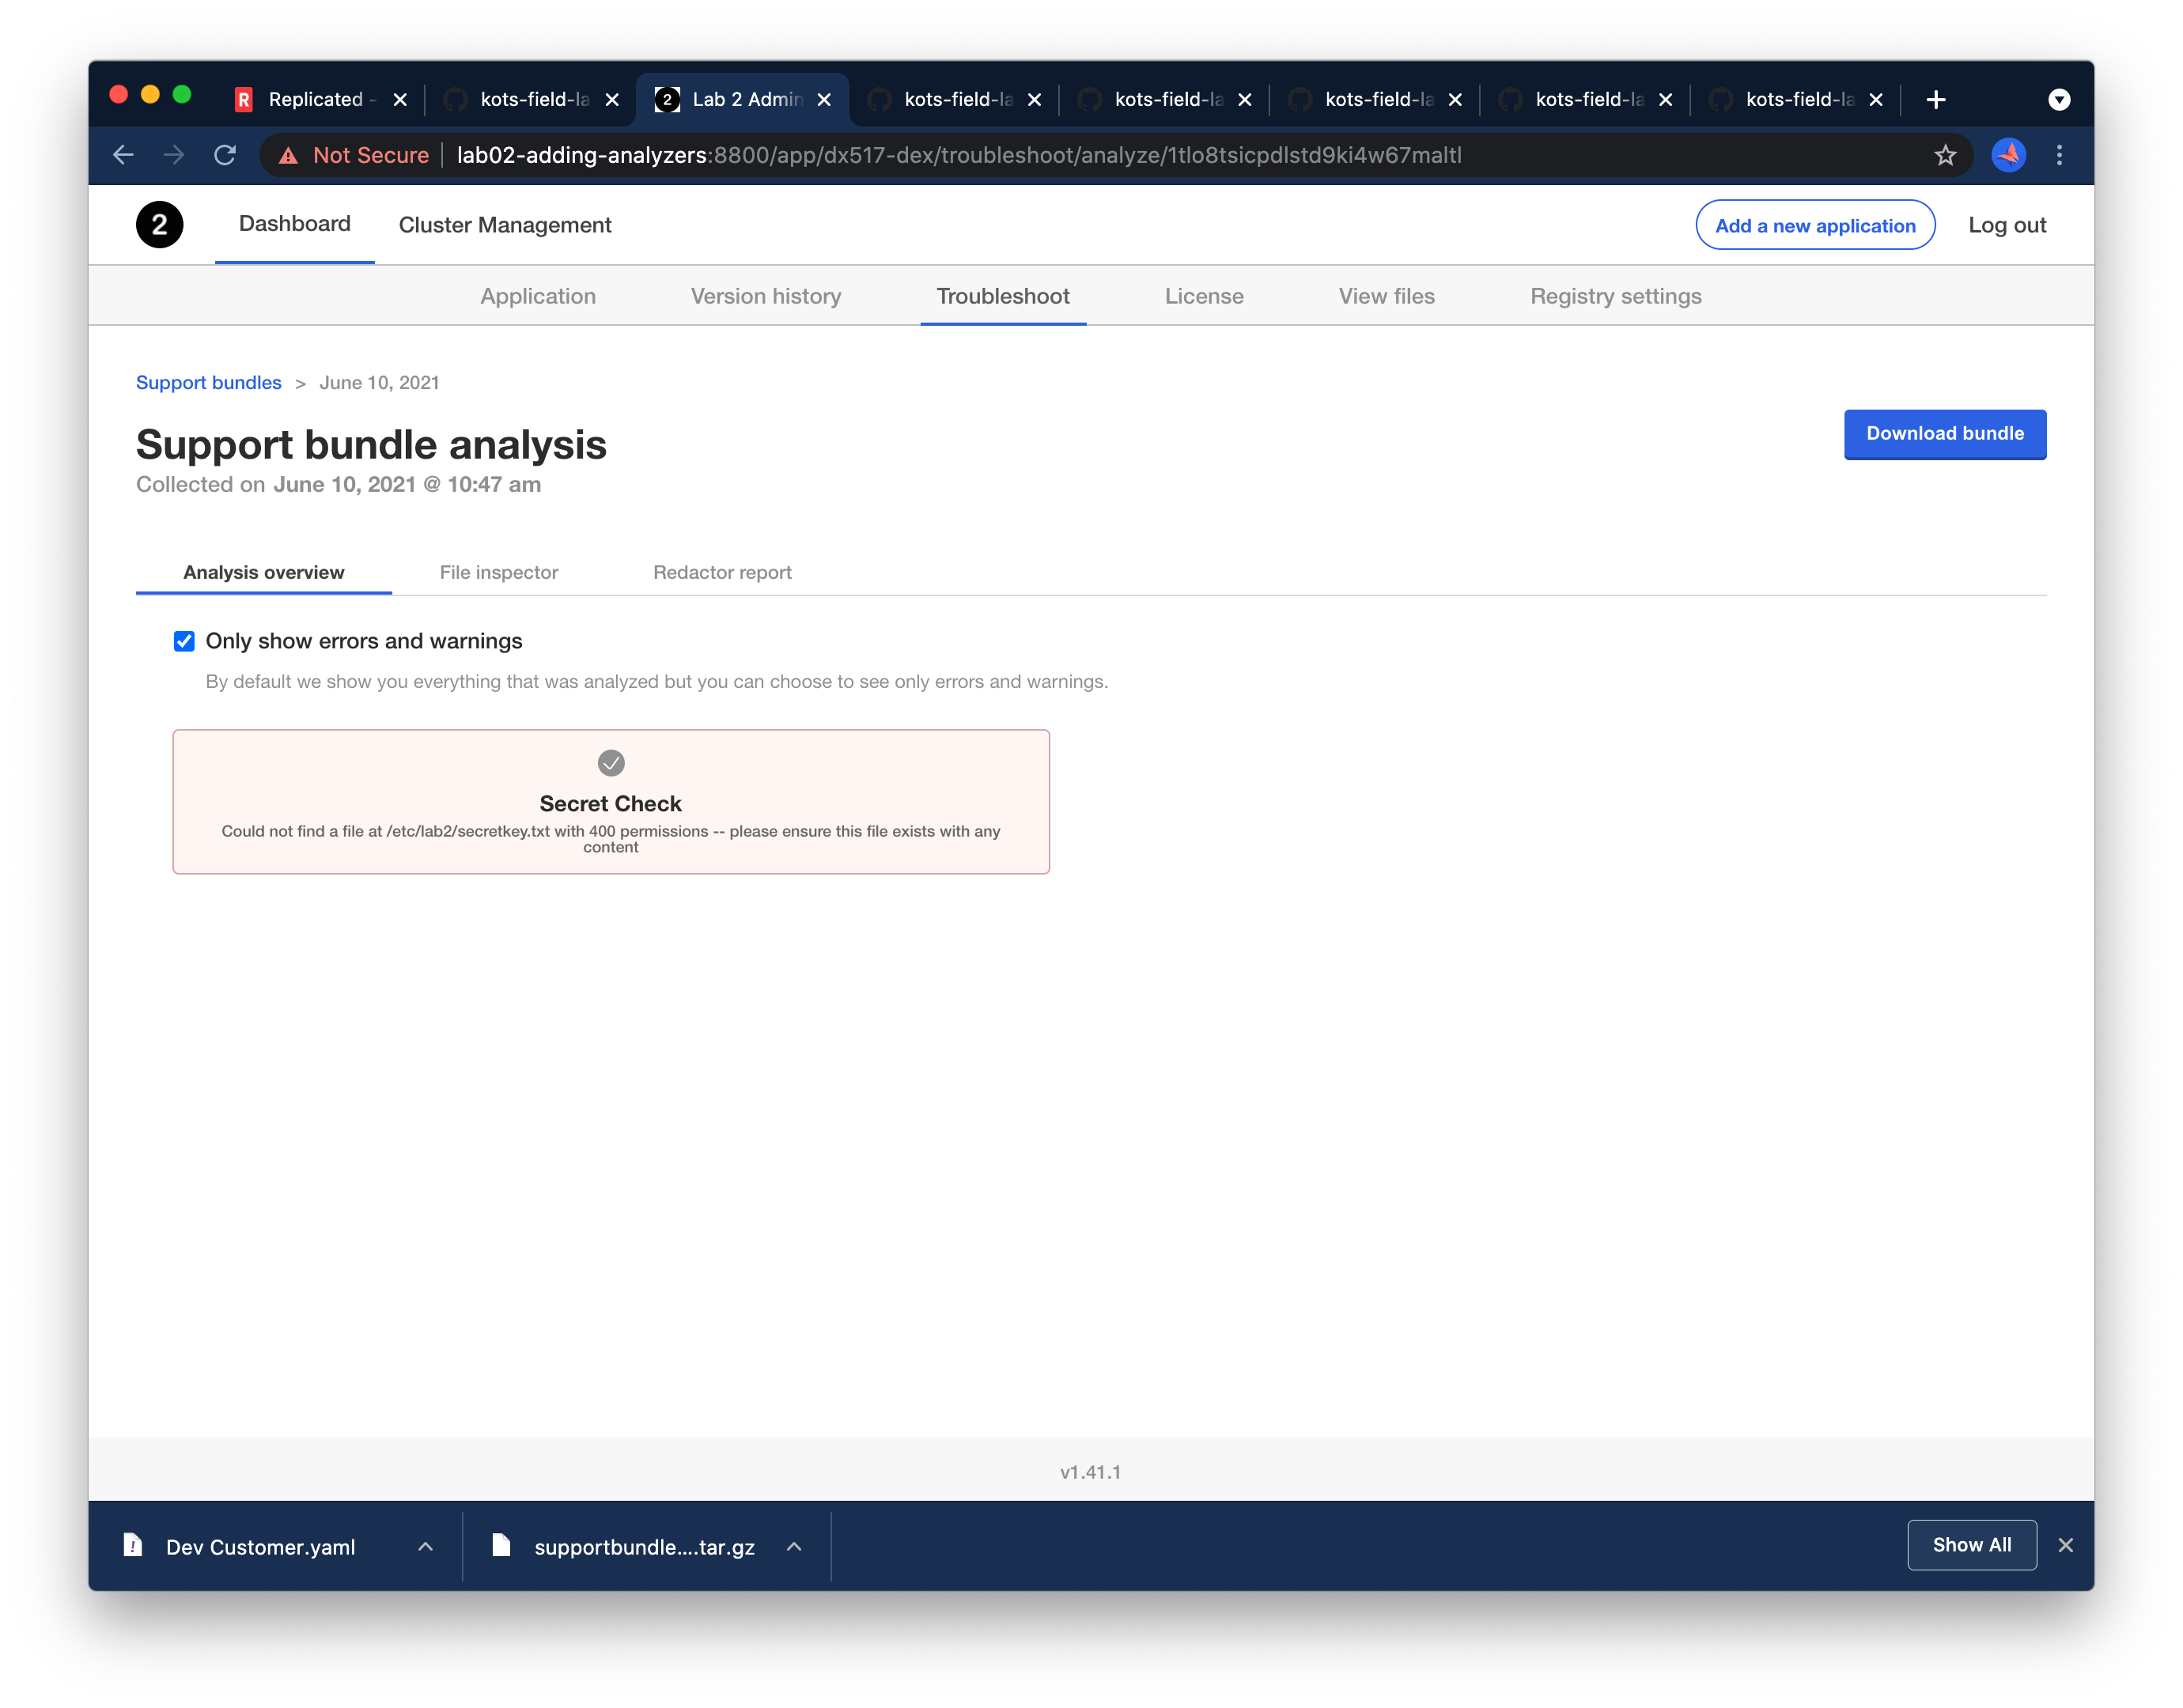 Replicated -
kots-field-la
2 Lab 2 Admin
kots-field-la
kots-field-la
kots-field-la
kots-field-la
kots-field-la
Not Secure lab02-adding-analyzers:8800/app/dx517-dex/troubleshoot/analyze/1tlo8tsicpdlstd9ki4w67maltl
2 Dashboard Cluster Management Add a new application Log out
Application Version history Troubleshoot License View files Registry settings
Support bundles > June 10, 2021
Support bundle analysis
Download bundle
Collected on June 10, 2021 @ 10:47 am
Analysis overview File inspector Redactor report
Only show errors and warnings
By default we show you everything that was analyzed but you can choose to see only errors and warnings.
Secret Check
Could not find a file at /etc/lab2/secretkey.txt with 400 permissions -- please ensure this file exists with any
content
v1.41.1
Dev Customer.yaml supportbundle....tar.gz Show All